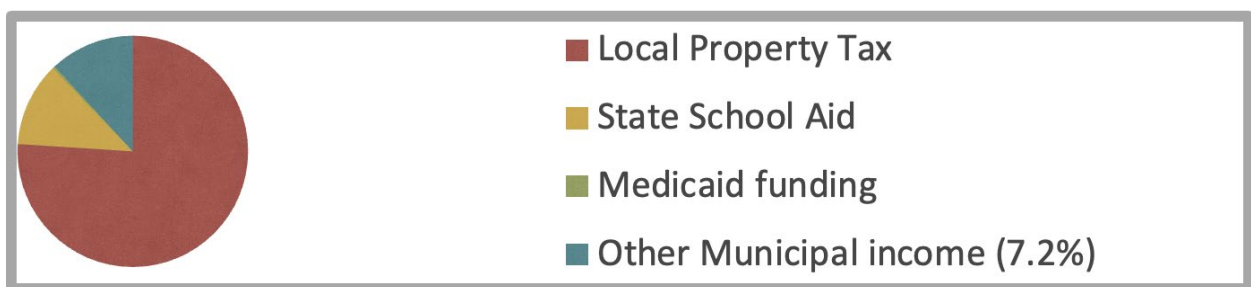 Local Property Tax
State School Aid
Medicaid funding
Other Municipal income (7.2%)